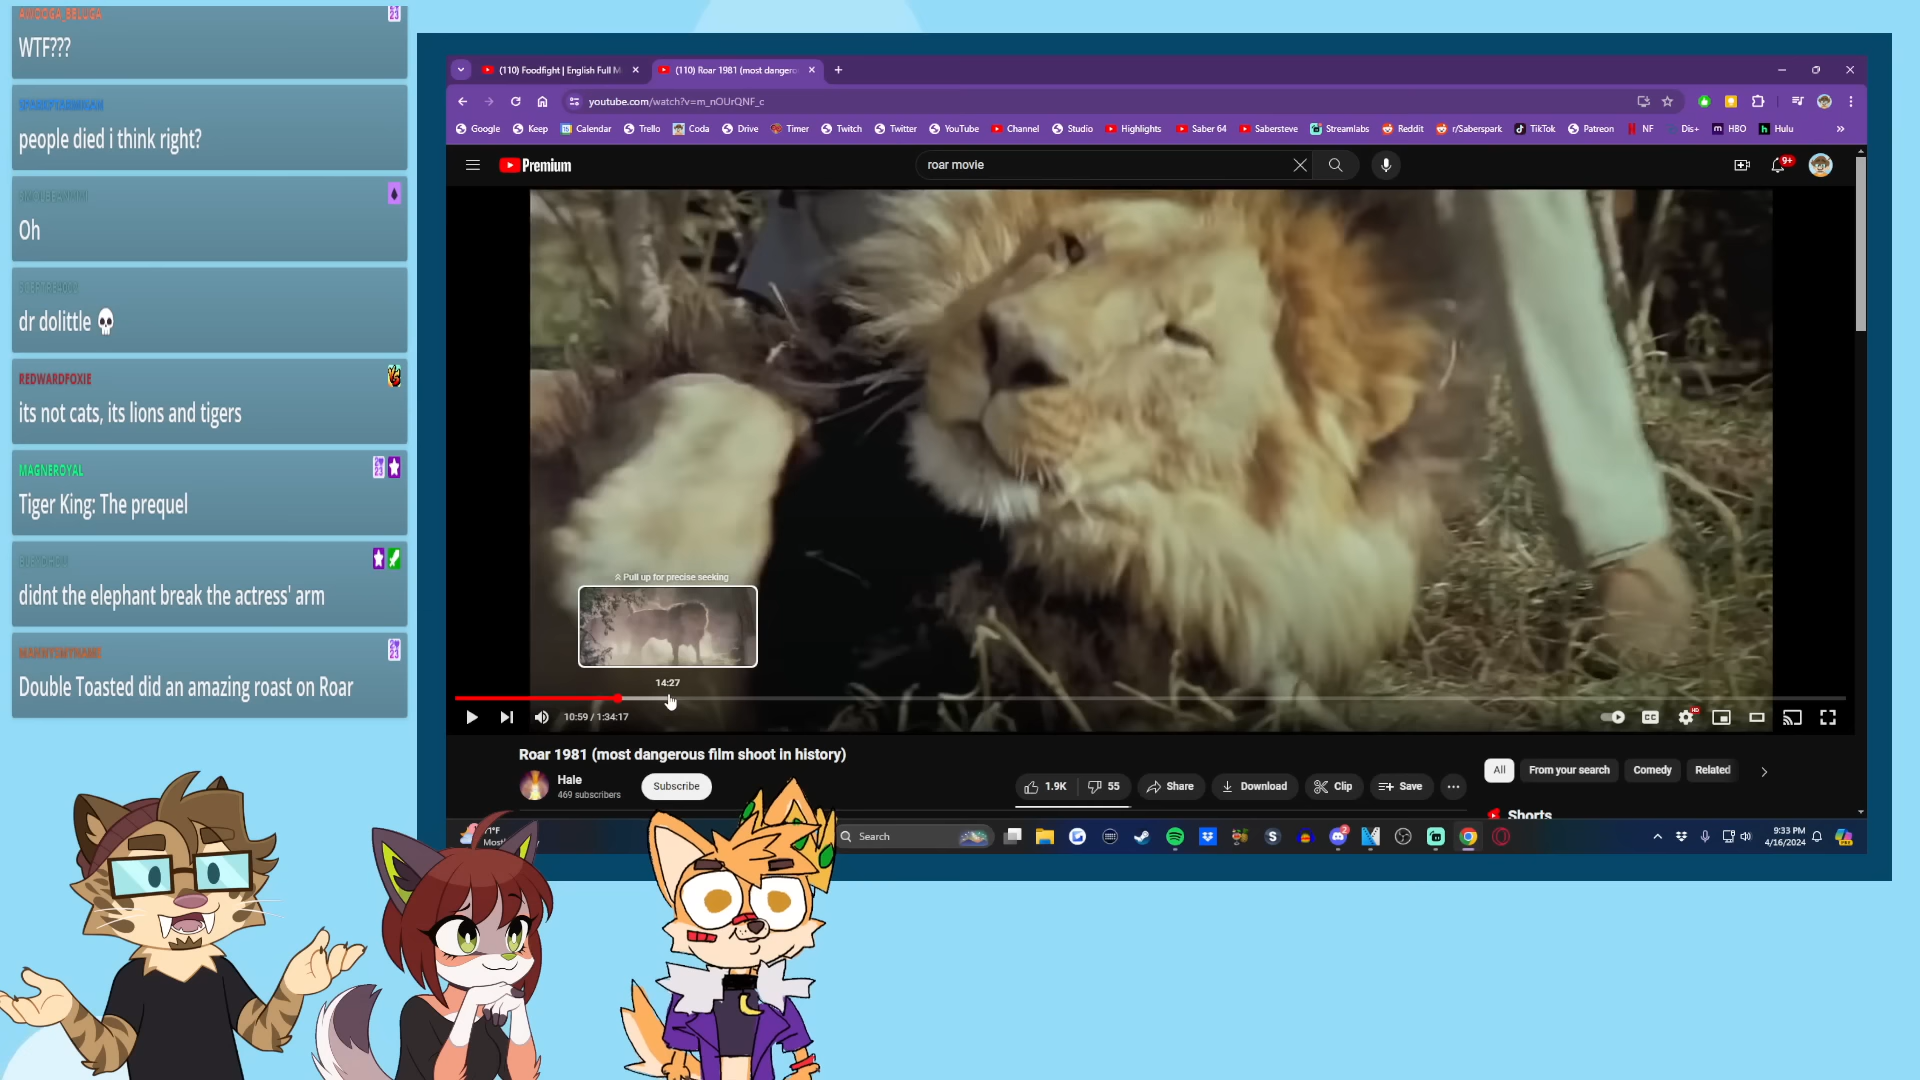 AWOOGA_BELUGA
WTF???
people died i think right?
Oh
dr dolittle
REDWARDFOXIE
its not cats, its lions and tigers
MAGNEROYAL
Tiger King: The prequel
didnt the elephant break the actress' arm
Double Toasted did an amazing roast on Roar
(110) Foodfight | English Full M
(110) Roar 1981 (most dangero
youtube.com/watch?v=m_nOUrQNF_c
Google Keep Calendar Trello Coda Drive Timer Twitch Twitter YouTube Channel Studio Highlights Saber 64 Sabersteve Streamlabs Reddit r/Saberspark TikTok Patreon NF Dis+ HBO Hulu
Premium
roar movie
9+
Pull up for precise seeking
14:27
10:59 / 1:34:17
CC
HD
Roar 1981 (most dangerous film shoot in history)
Hale
469 subscribers
Subscribe
1.9K 55 Share Download Clip Save
All From your search Comedy Related
Shorts
Search
9:33 PM
4/16/2024